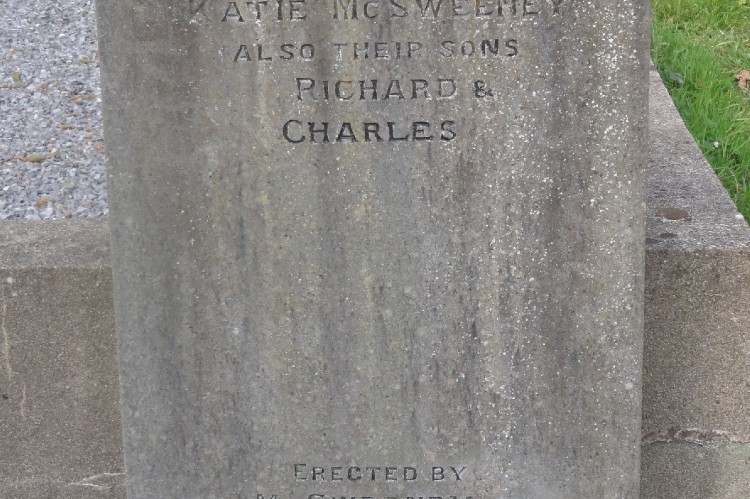 KATIE MCSWEENEY
ALSO THEIR SONS
RICHARD &
CHARLES
ERECTED BY